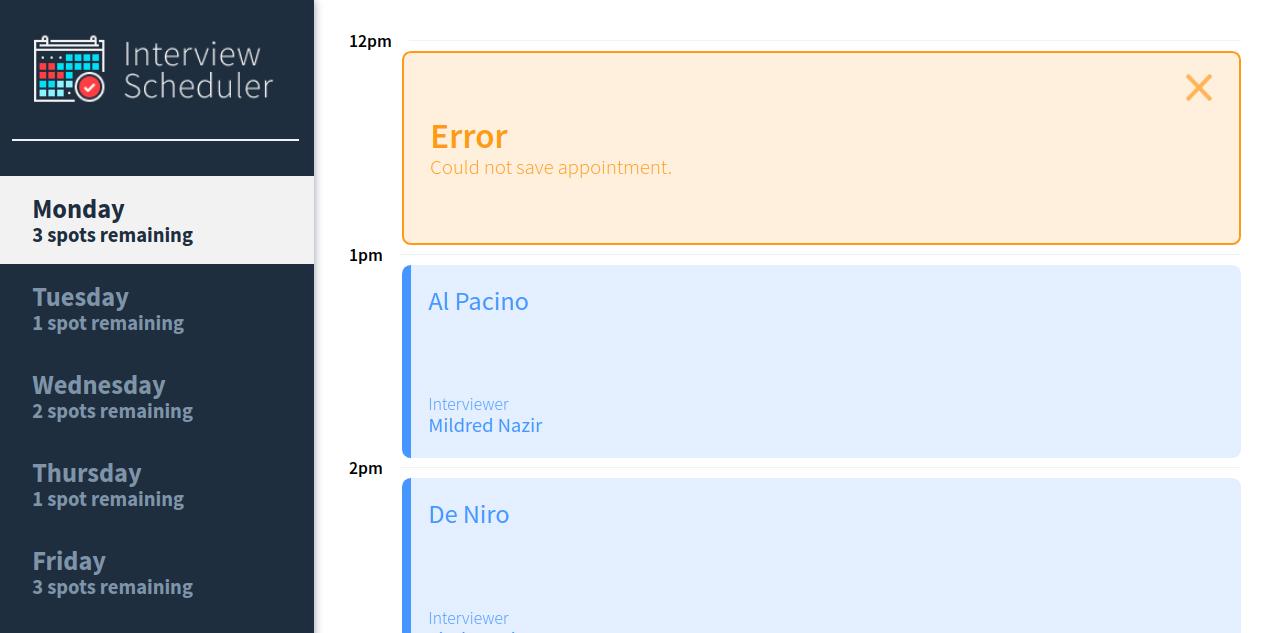 Interview
Scheduler
Monday
3 spots remaining
Tuesday
1 spot remaining
Wednesday
2 spots remaining
Thursday
1 spot remaining
Friday
3 spots remaining
12pm
Error
Could not save appointment.
1pm
Al Pacino
Interviewer
Mildred Nazir
2pm
De Niro
Interviewer